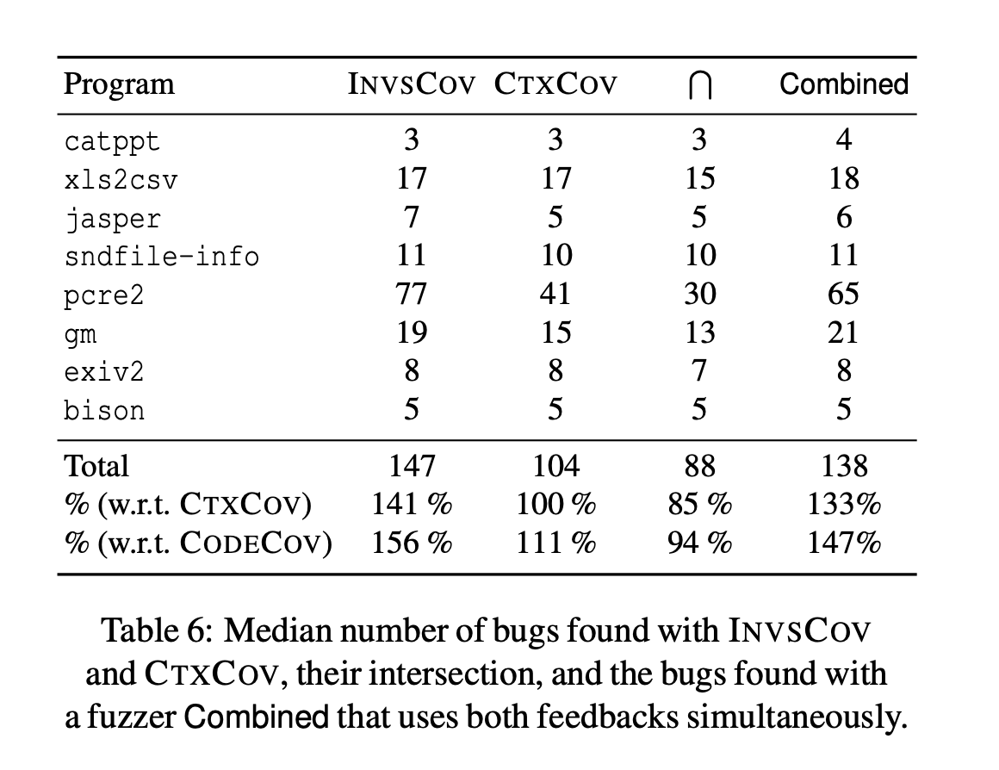 Program INVSCOV CTXCOV ⋂ Combined
catppt 3 3 3 4
xls2csv 17 17 15 18
jasper 7 5 5 6
sndfile-info 11 10 10 11
pcre2 77 41 30 65
gm 19 15 13 21
exiv2 8 8 7 8
bison 5 5 5 5
Total 147 104 88 138
% (w.r.t. CTXCOV) 141 % 100 % 85 % 133%
% (w.r.t. CODECOV) 156 % 111 % 94 % 147%
Table 6: Median number of bugs found with INVSCOV
and CTXCOV, their intersection, and the bugs found with
a fuzzer Combined that uses both feedbacks simultaneously.